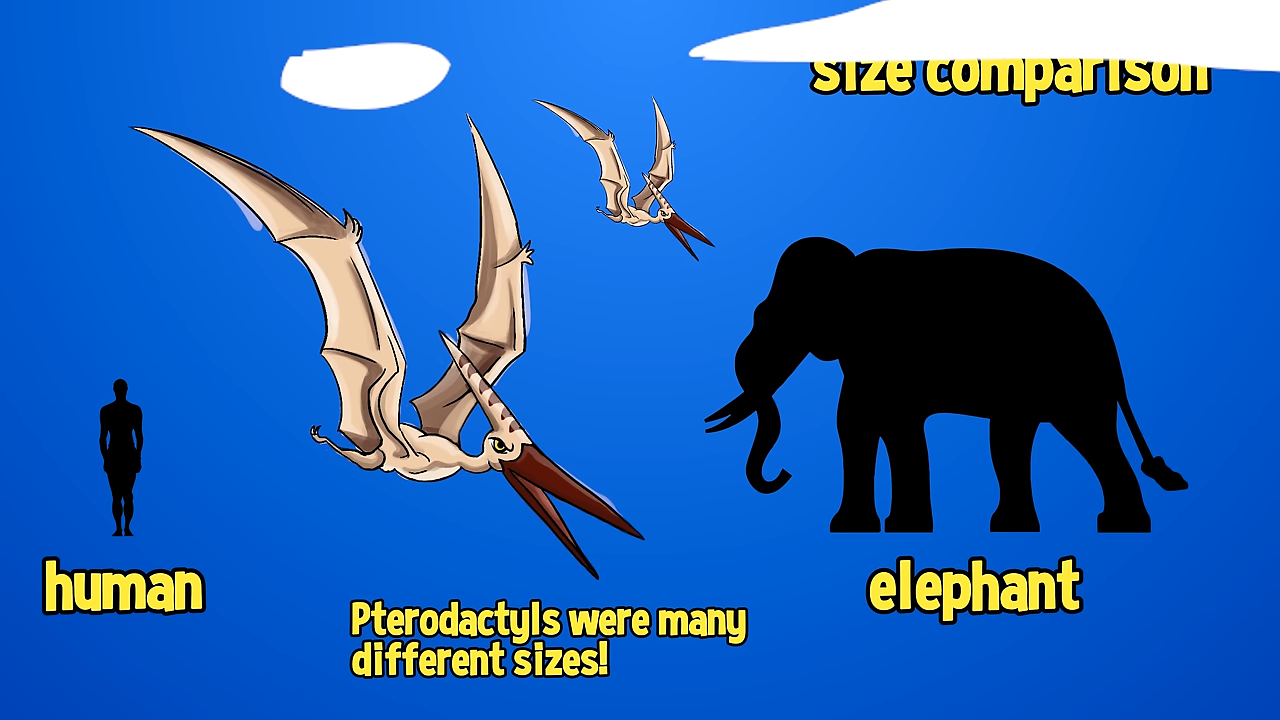 size comparison
human
elephant
Pterodactyls were many
different sizes!